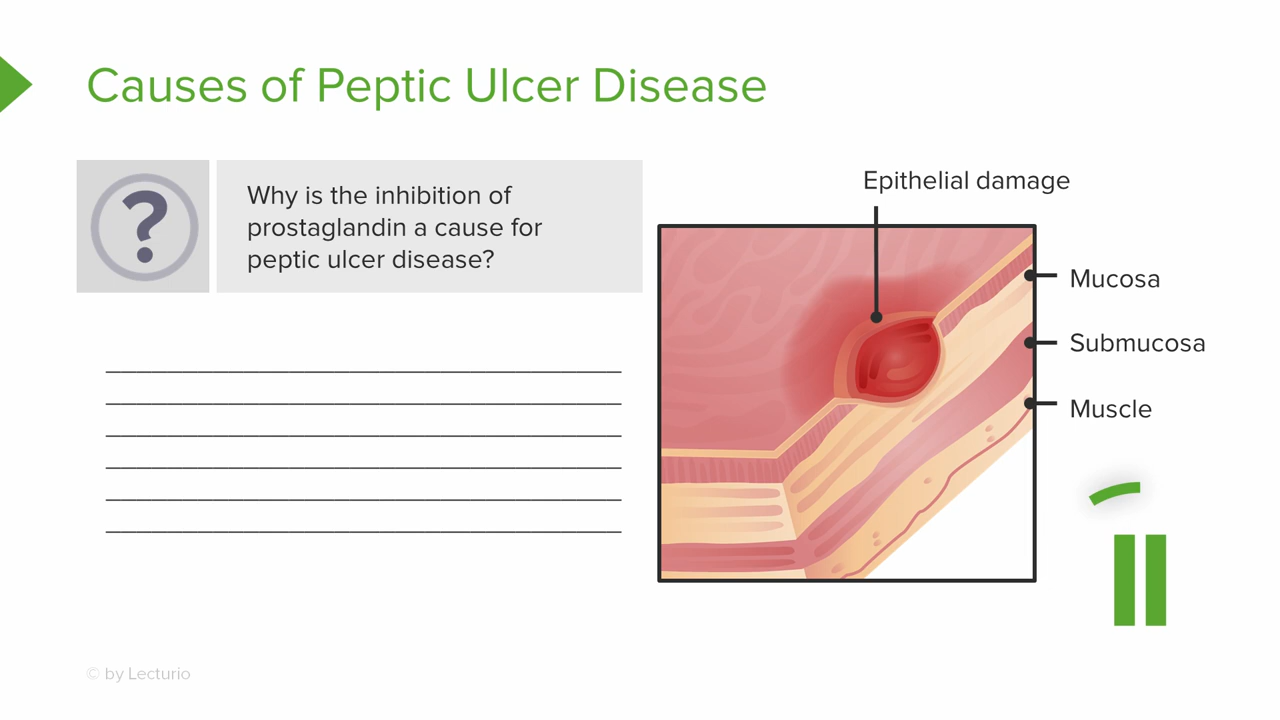 Causes of Peptic Ulcer Disease
?
Why is the inhibition of
prostaglandin a cause for
peptic ulcer disease?
Epithelial damage
Mucosa
Submucosa
Muscle
© by Lecturio